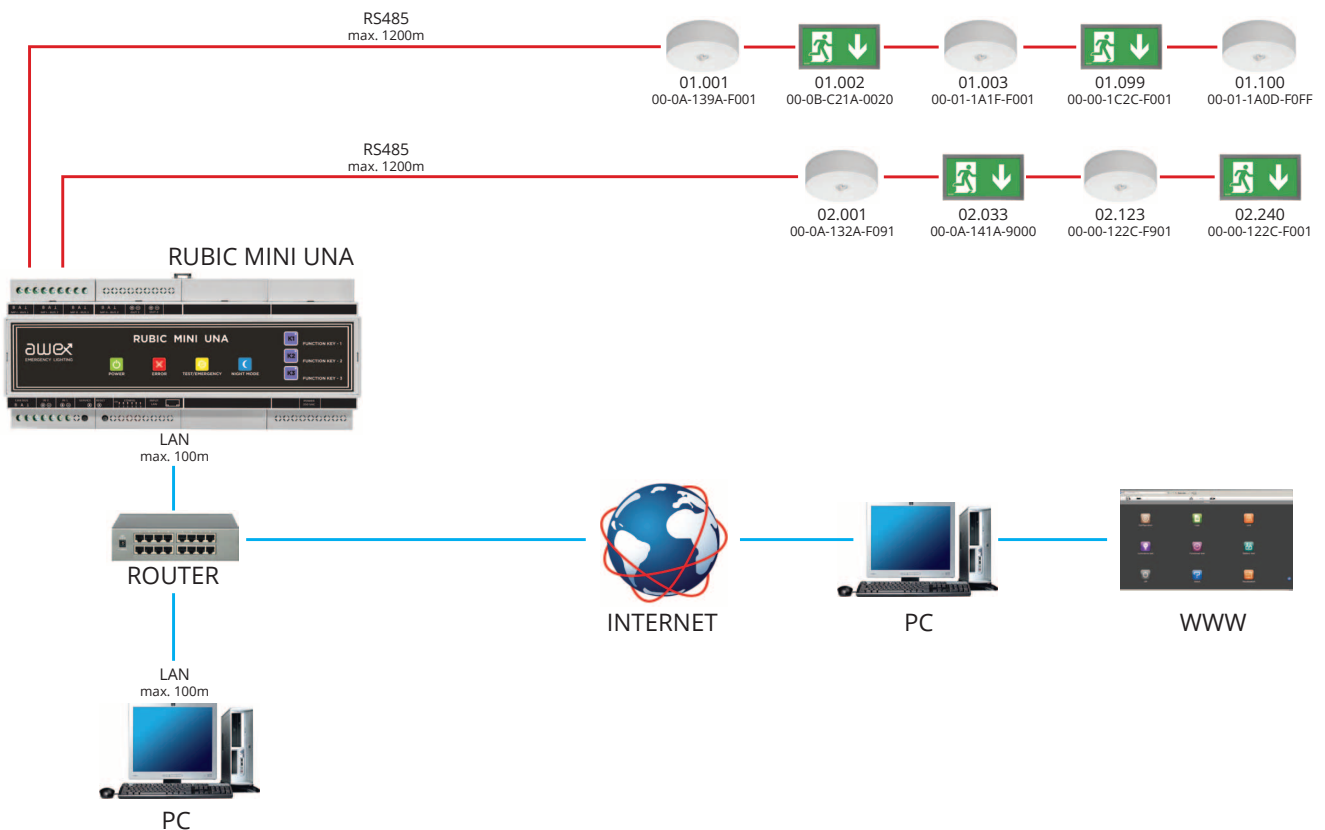 RS485
max. 1200m
01.001
00-0A-139A-F001
01.002
00-0B-C21A-0020
01.003
00-01-1A1F-F001
01.099
00-00-1C2C-F001
01.100
00-01-1A0D-F0FF
RS485
max. 1200m
02.001
00-0A-132A-F091
02.033
00-0A-141A-9000
02.123
00-00-122C-F901
02.240
00-00-122C-F001
RUBIC MINI UNA
awex
EMERGENCY LIGHTING
RUBIC MINI UNA
POWER
ERROR
TEST/EMERGENCY
NIGHT MODE
K1 FUNCTION KEY - 1
K2 FUNCTION KEY - 2
K3 FUNCTION KEY - 3
LAN
max. 100m
ROUTER
INTERNET
PC
WWW
LAN
max. 100m
PC